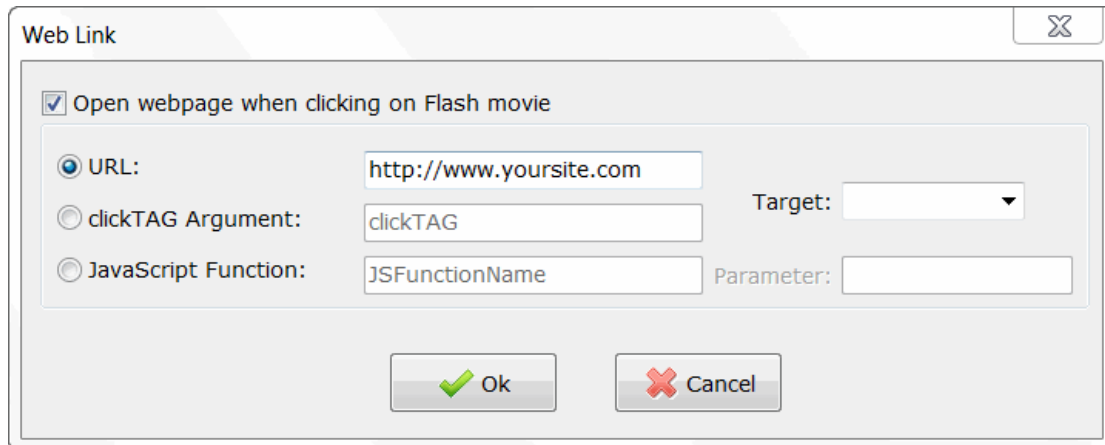 Web Link
Open webpage when clicking on Flash movie
URL:
http://www.yoursite.com
Target:
clickTAG Argument:
clickTAG
JavaScript Function:
JSFunctionName
Parameter:
Ok
Cancel